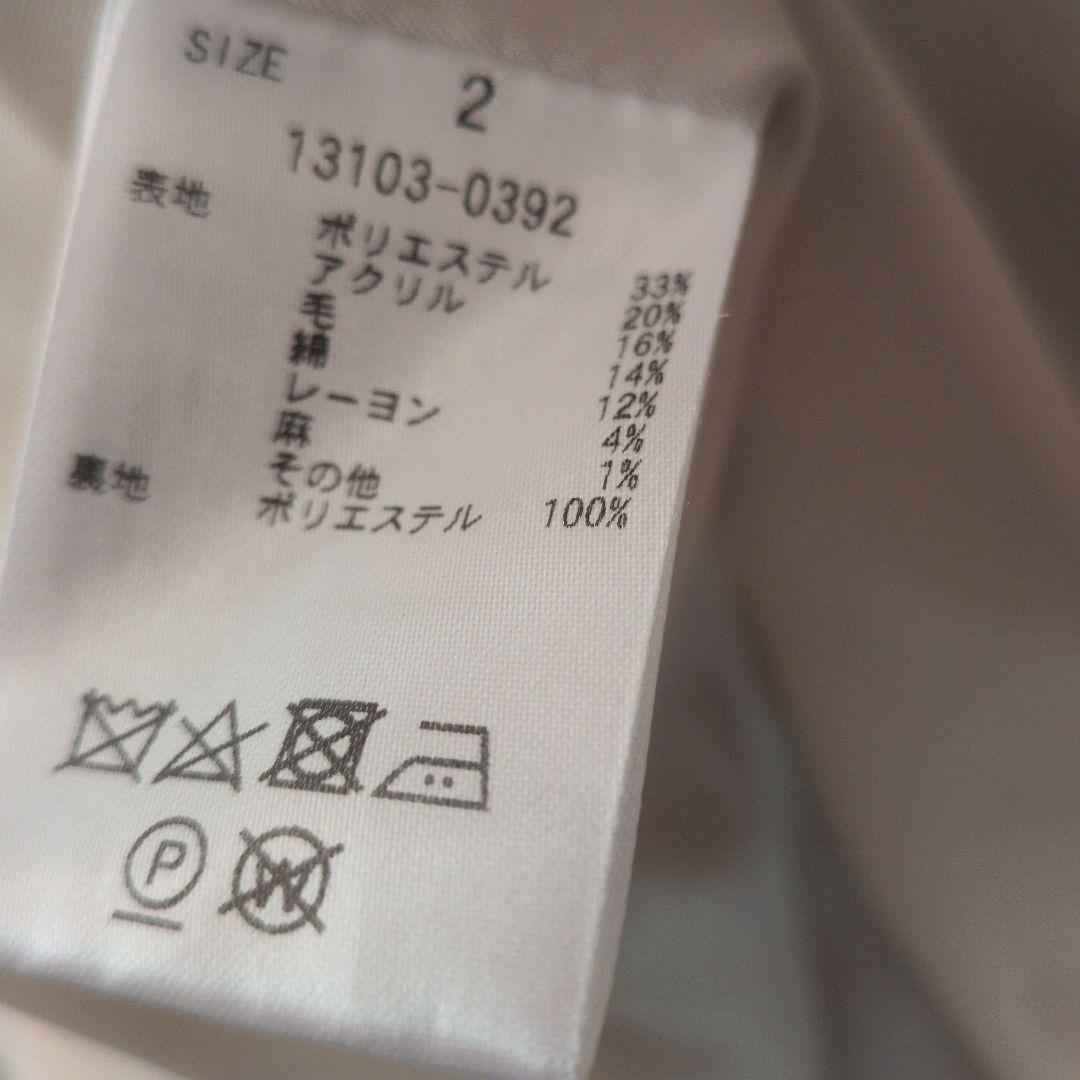 SIZE 2
13103-0392
表地
ポリエステル 33%
アクリル 20%
毛 16%
綿 14%
レーヨン 12%
麻 4%
その他 1%
裏地
ポリエステル 100%
P W